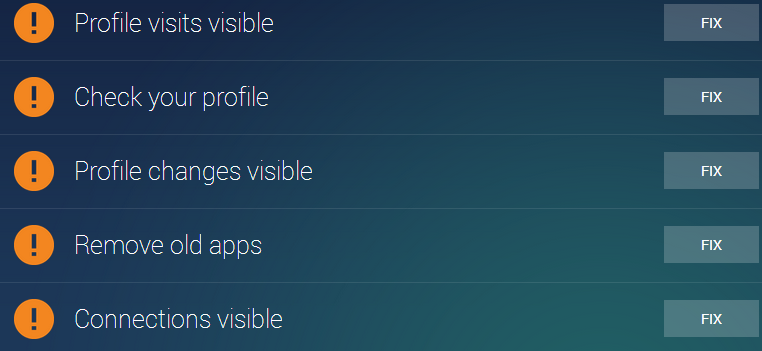 Profile visits visible FIX
Check your profile FIX
Profile changes visible FIX
Remove old apps FIX
Connections visible FIX